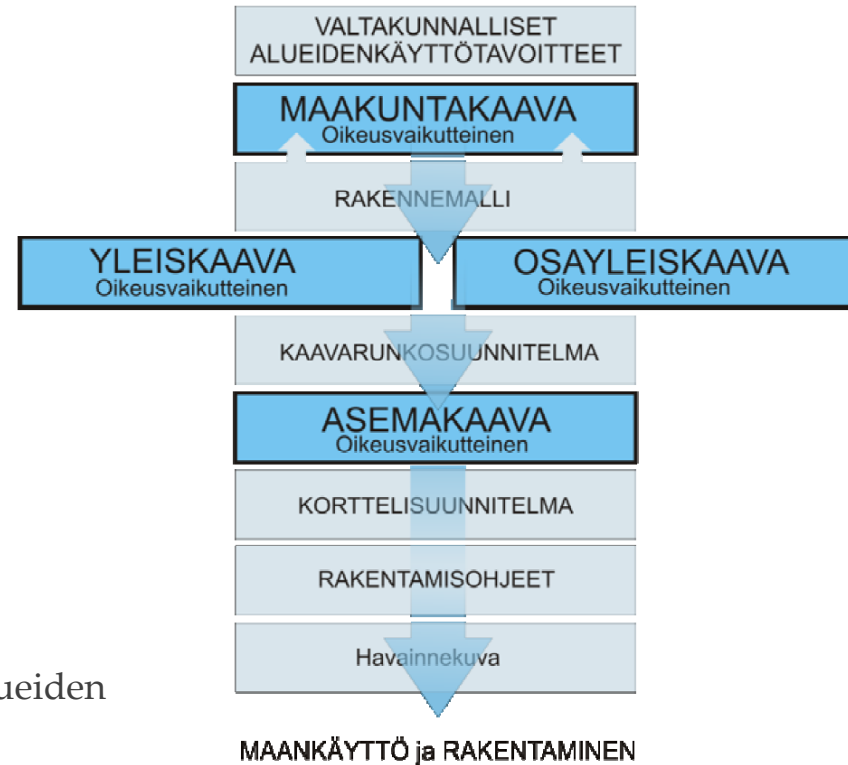 VALTAKUNNALLISET
ALUEIDENKÄYTTÖTAVOITTEET
MAAKUNTAKAAVA
Oikeusvaikutteinen
RAKENNEMALLI
YLEISKAAVA
Oikeusvaikutteinen
OSAYLEISKAAVA
Oikeusvaikutteinen
KAAVARUNKOSUUNNITELMA
ASEMAKAAVA
Oikeusvaikutteinen
KORTTELISUUNNITELMA
RAKENTAMISOHJEET
Havainnekuva
ueiden
MAANKÄYTTÖ ja RAKENTAMINEN